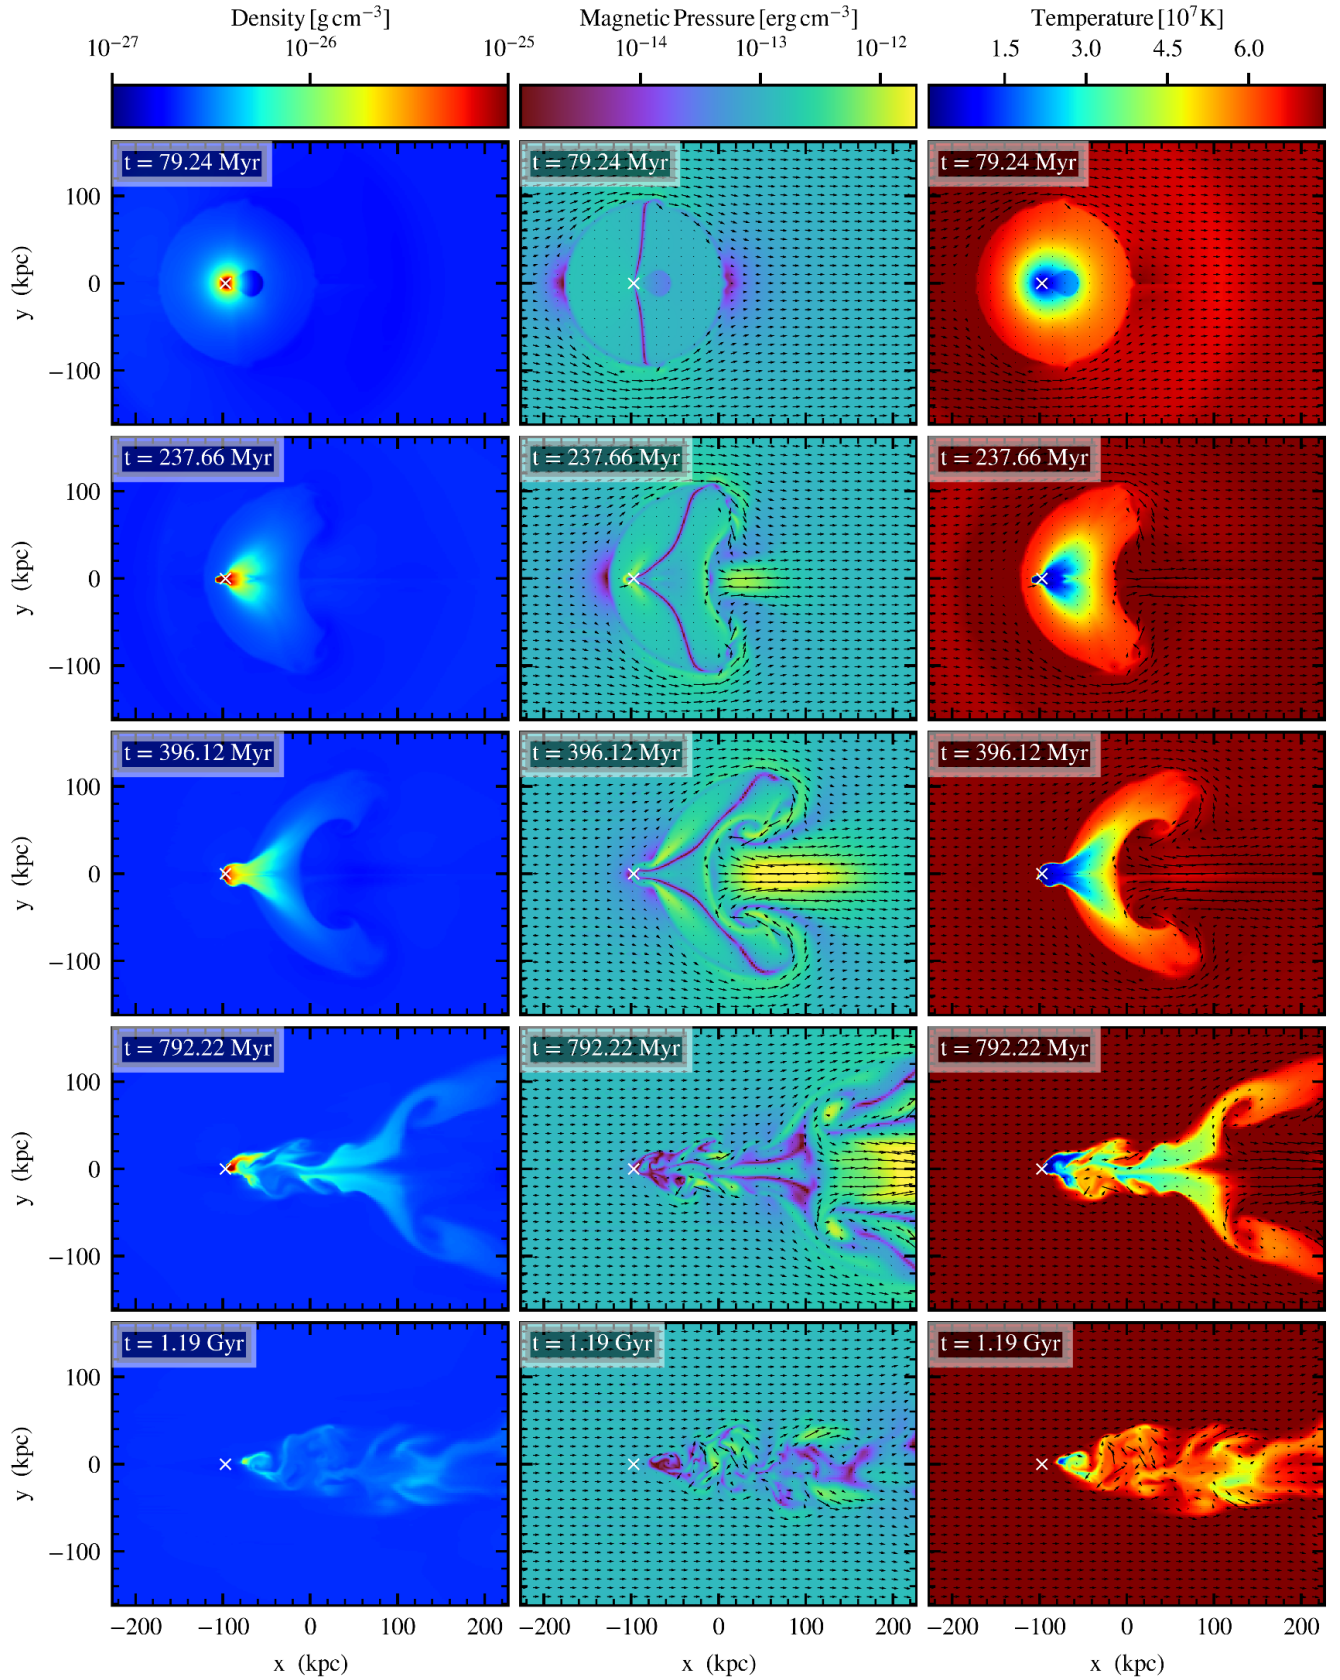 Density [g cm−3] Magnetic Pressure [erg cm−3] Temperature [10^7 K]
10^−27 10^−26 10^−25 10^−14 10^−13 10^−12 1.5 3.0 4.5 6.0
t = 79.24 Myr t = 79.24 Myr t = 79.24 Myr
100
y (kpc)
0
−100
t = 237.66 Myr t = 237.66 Myr t = 237.66 Myr
100
y (kpc)
0
−100
t = 396.12 Myr t = 396.12 Myr t = 396.12 Myr
100
y (kpc)
0
−100
t = 792.22 Myr t = 792.22 Myr t = 792.22 Myr
100
y (kpc)
0
−100
t = 1.19 Gyr t = 1.19 Gyr t = 1.19 Gyr
100
y (kpc)
0
−100
−200 −100 0 100 200 −200 −100 0 100 200 −200 −100 0 100 200
x (kpc) x (kpc) x (kpc)